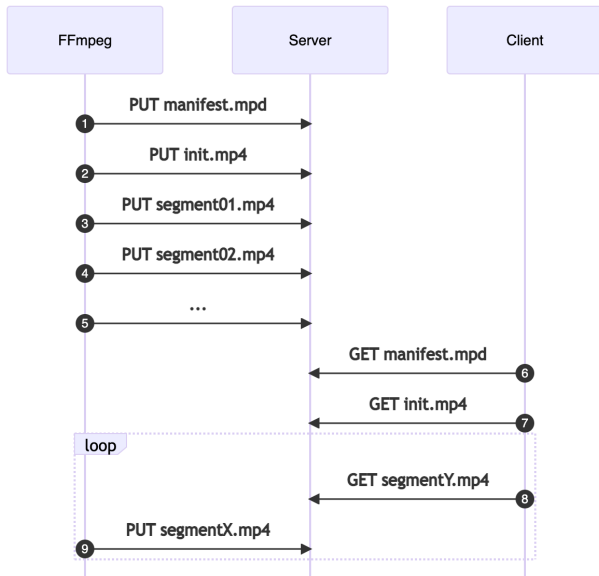 FFmpeg Server Client
PUT manifest.mpd
1
PUT init.mp4
2
PUT segment01.mp4
3
PUT segment02.mp4
4
...
5
GET manifest.mpd
6
GET init.mp4
7
loop
GET segmentY.mp4
8
PUT segmentX.mp4
9